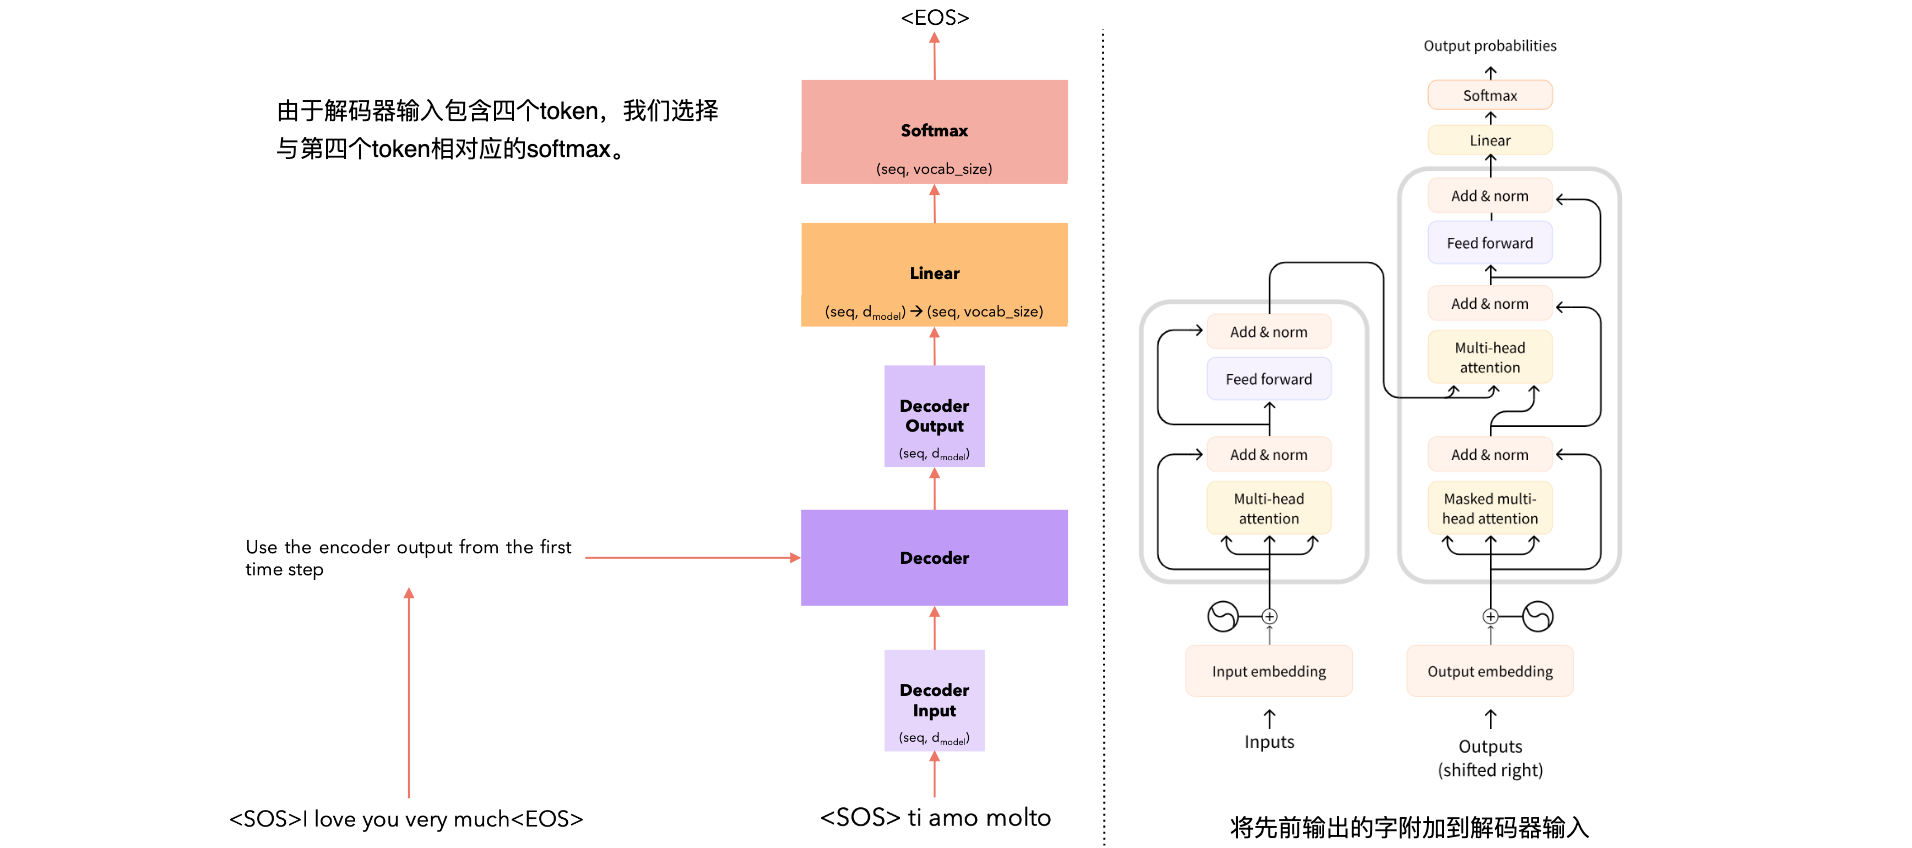 <EOS>
由于解码器输入包含四个token，我们选择
与第四个token相对应的softmax。
Softmax
(seq, vocab_size)
Linear
(seq, dmodel) → (seq, vocab_size)
Decoder
Output
(seq, dmodel)
Use the encoder output from the first
time step
Decoder
Decoder
Input
(seq, dmodel)
<SOS>I love you very much<EOS>
<SOS> ti amo molto
Output probabilities
Softmax
Linear
Add & norm
Feed forward
Add & norm
Multi-head
attention
Add & norm
Masked multi-
head attention
Add & norm
Feed forward
Add & norm
Multi-head
attention
Input embedding
Output embedding
Inputs
Outputs
(shifted right)
将先前输出的字附加到解码器输入